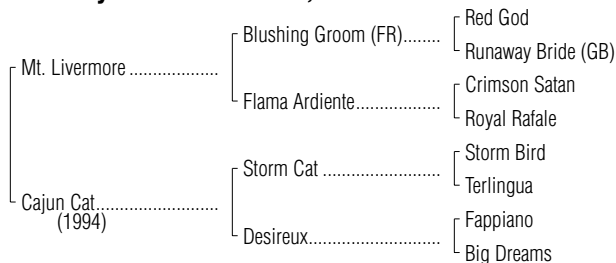 Red God
Blushing Groom (FR)........
Runaway Bride (GB)
Mt. Livermore ..................
Crimson Satan
Flama Ardiente.................
Royal Rafale
Storm Bird
Storm Cat ........................
Terlingua
Cajun Cat.........................
(1994)
Fappiano
Desireux...........................
Big Dreams